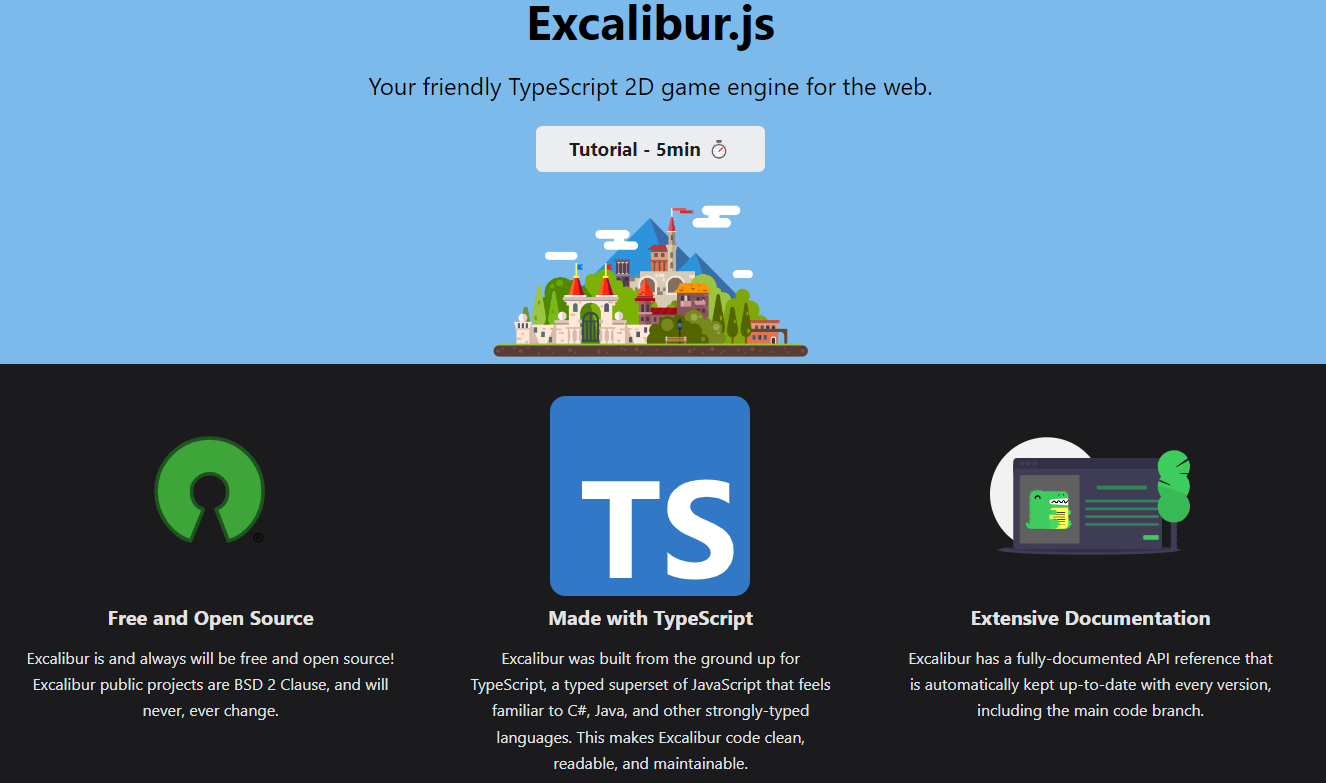 Excalibur.js
Your friendly TypeScript 2D game engine for the web.
Tutorial - 5min ⏱
®
TS
Free and Open Source
Excalibur is and always will be free and open source!
Excalibur public projects are BSD 2 Clause, and will
never, ever change.
Made with TypeScript
Excalibur was built from the ground up for
TypeScript, a typed superset of JavaScript that feels
familiar to C#, Java, and other strongly-typed
languages. This makes Excalibur code clean,
readable, and maintainable.
Extensive Documentation
Excalibur has a fully-documented API reference that
is automatically kept up-to-date with every version,
including the main code branch.